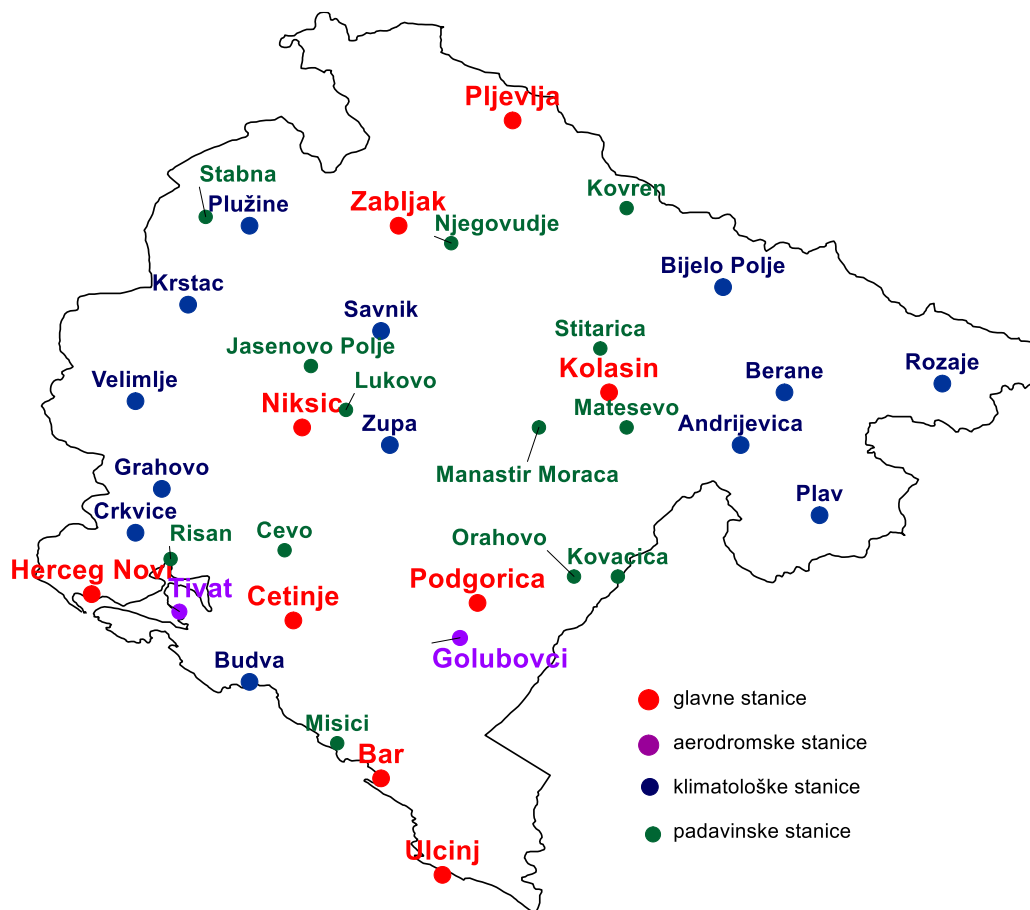 Pljevlja
Stabna
Kovren
Plužine
Zabljak
Njegovudje
Bijelo Polje
Krstac
Savnik
Stitarica
Jasenovo Polje
Kolasin
Rozaje
Velimlje
Lukovo
Berane
Niksic
Matesevo
Zupa
Andrijevica
Grahovo
Manastir Moraca
Plav
Crkvice
Risan
Cevo
Orahovo
Kovacica
Herceg Novi
Tivat
Cetinje
Podgorica
Golubovci
Budva
Misici
Bar
Ulcinj
glavne stanice
aerodromske stanice
klimatološke stanice
padavinske stanice